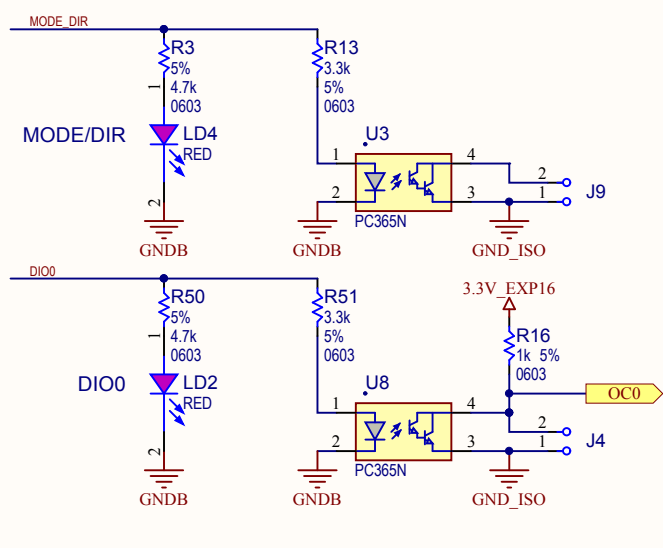 MODE_DIR
R3
5%
4.7k
0603
1
2
MODE/DIR
LD4
RED
GNDB
R13
3.3k
5%
0603
U3
1
2
4
3
PC365N
GNDB
2
1
J9
GND_ISO
DIO0
R50
5%
4.7k
0603
1
2
DIO0
LD2
RED
GNDB
R51
3.3k
5%
0603
U8
1
2
4
3
PC365N
GNDB
3.3V_EXP16
R16
1k 5%
0603
OC0
2
1
J4
GND_ISO